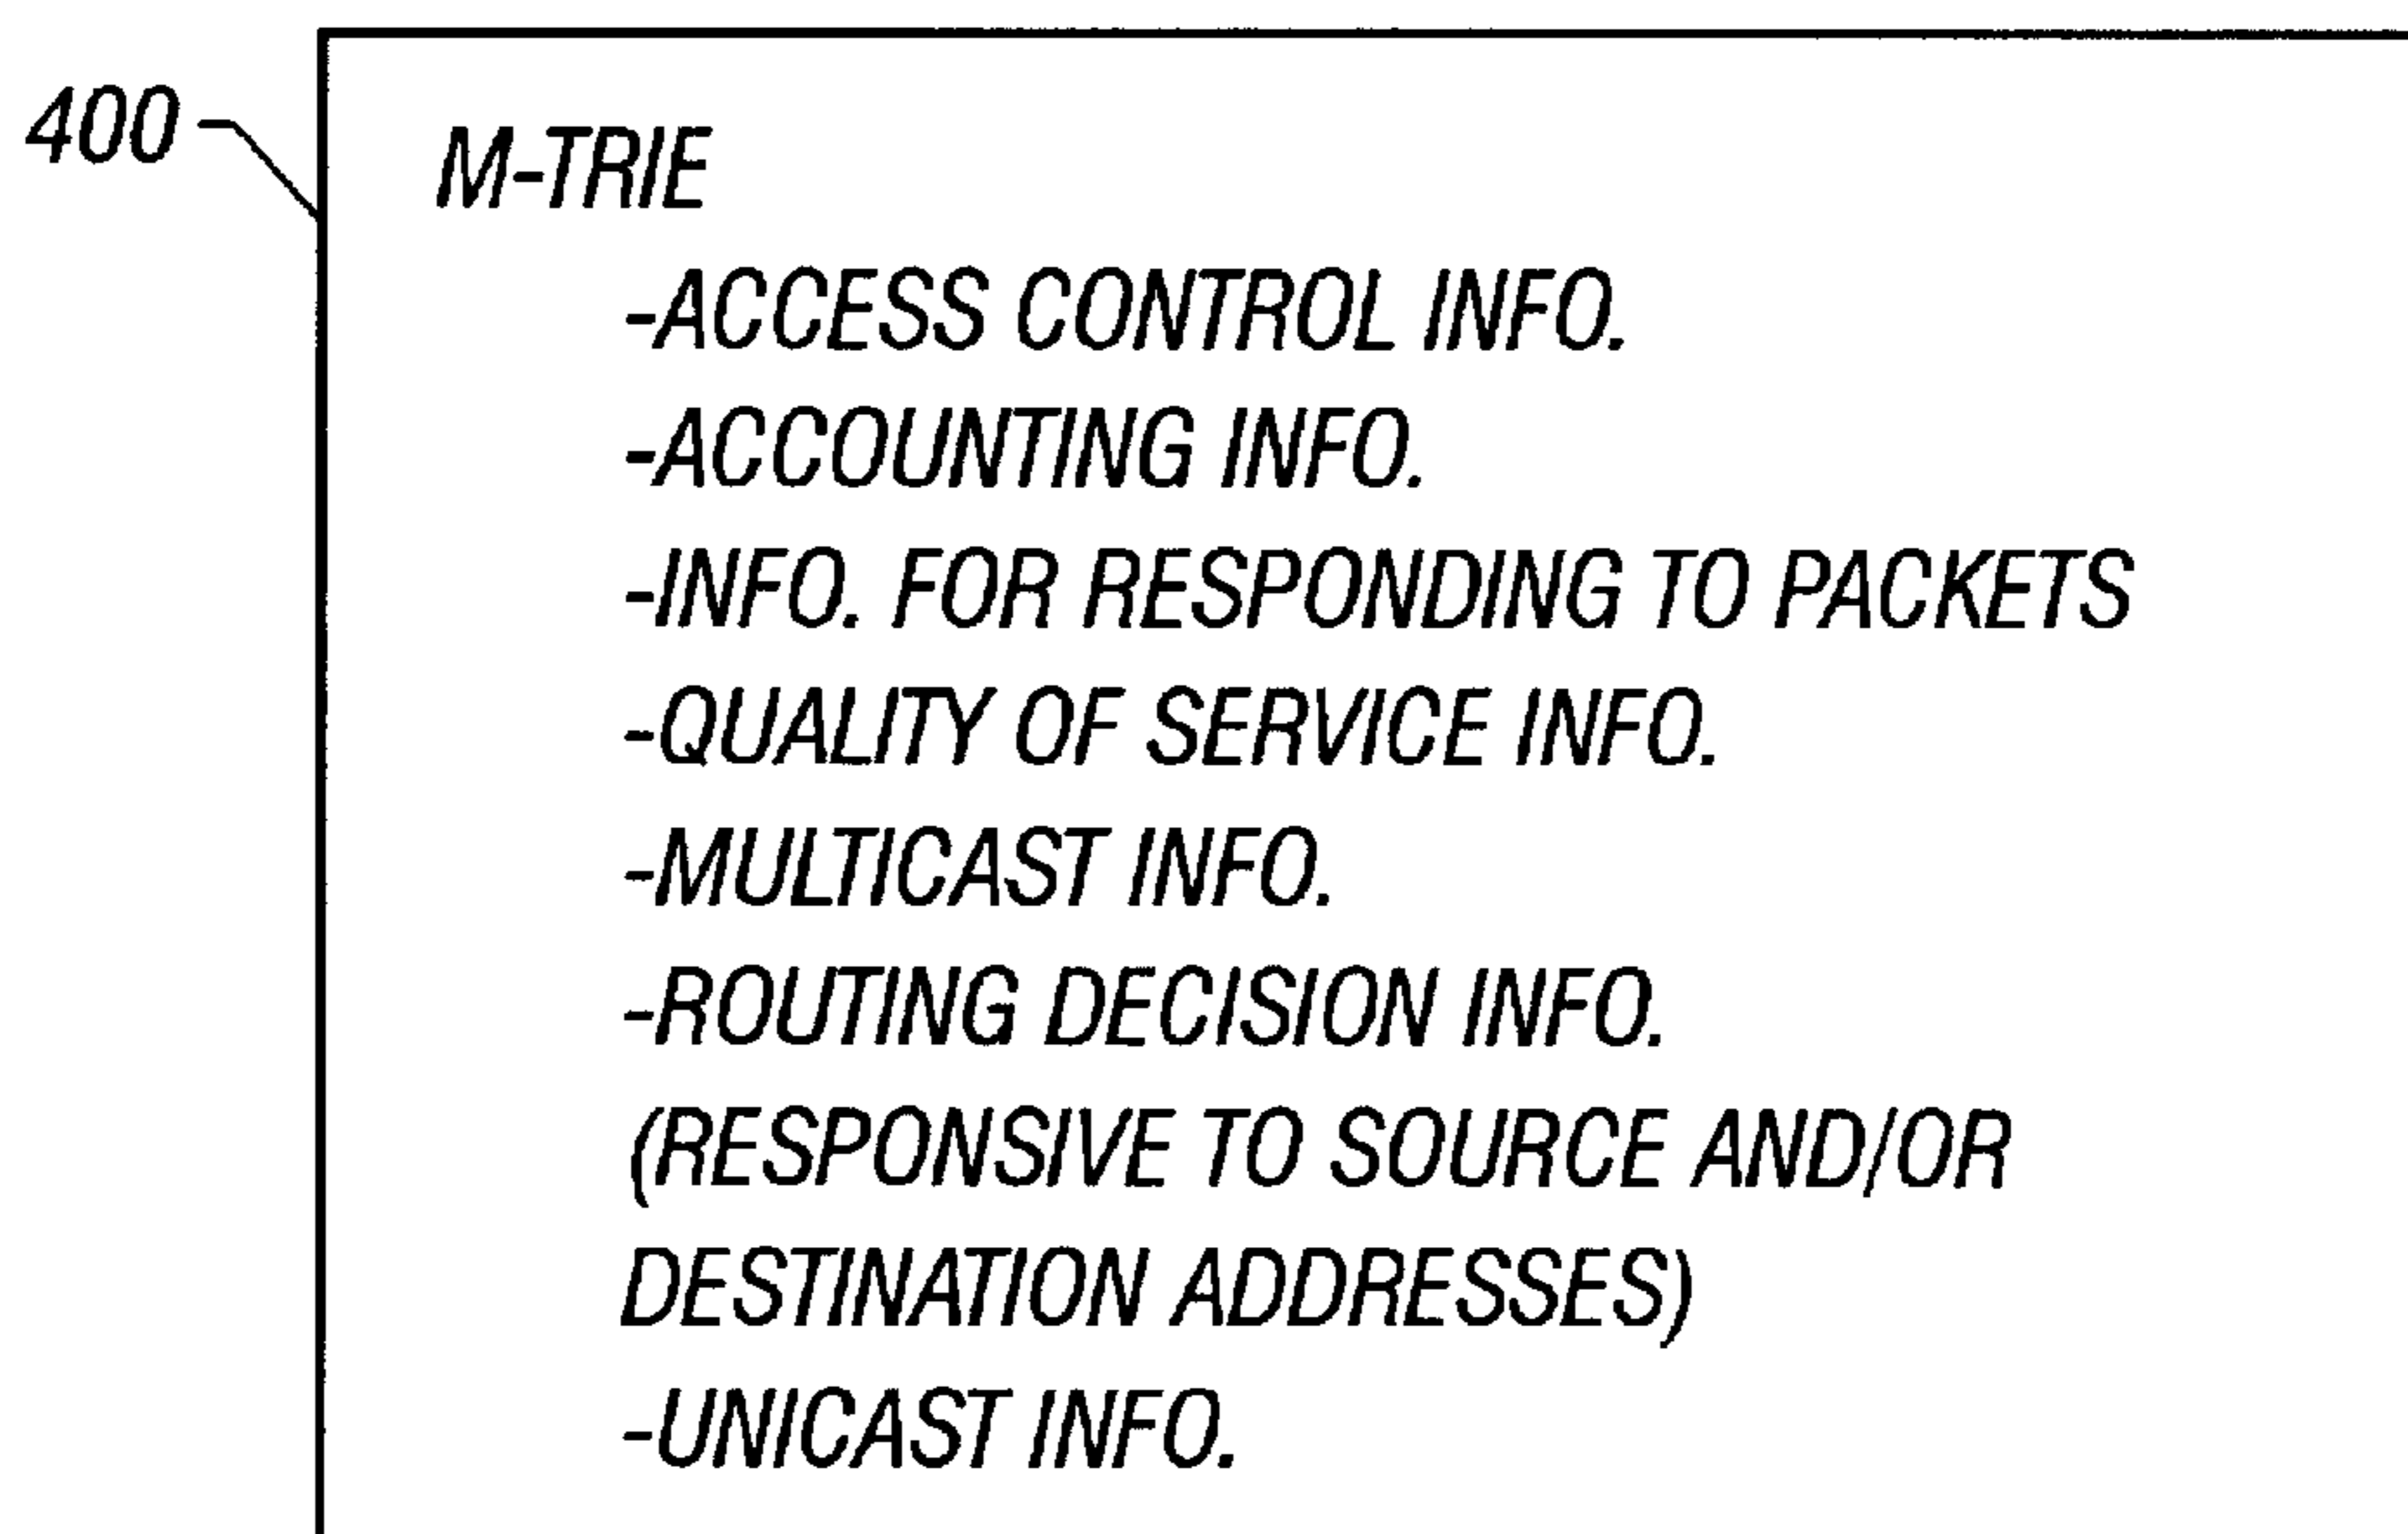 400
M-TRIE
-ACCESS CONTROL INFO.
-ACCOUNTING INFO.
-INFO. FOR RESPONDING TO PACKETS
-QUALITY OF SERVICE INFO.
-MULTICAST INFO.
-ROUTING DECISION INFO.
(RESPONSIVE TO SOURCE AND/OR
DESTINATION ADDRESSES)
-UNICAST INFO.